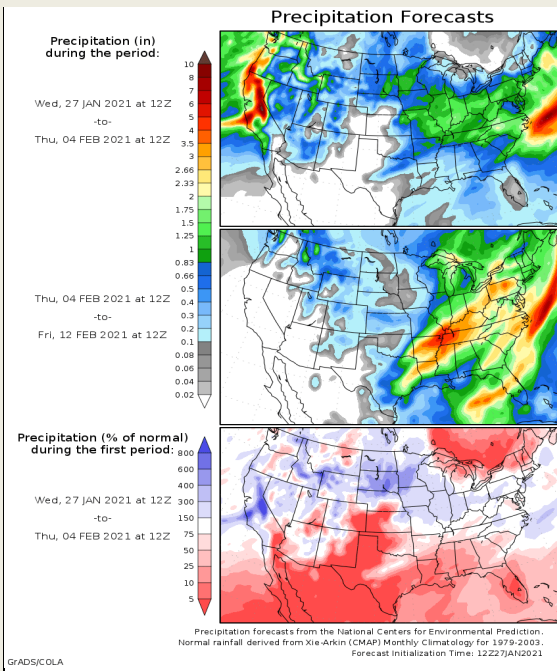 Precipitation Forecasts
Precipitation (in)
during the period:
Wed, 27 JAN 2021 at 12Z
-to-
Thu, 04 FEB 2021 at 12Z
10
8
7
6
5
4
3.5
3
2.66
2.33
2
1.75
1.5
1.25
1
0.83
0.66
0.5
0.4
0.3
0.2
0.1
0.08
0.06
0.04
0.02
Thu, 04 FEB 2021 at 12Z
-to-
Fri, 12 FEB 2021 at 12Z
Precipitation (% of normal)
during the first period:
Wed, 27 JAN 2021 at 12Z
-to-
Thu, 04 FEB 2021 at 12Z
800
600
400
300
150
75
50
25
10
5
Precipitation forecasts from the National Centers for Environmental Prediction.
Normal rainfall derived from Xie-Arkin (CMAP) Monthly Climatology for 1979-2003.
Forecast Initialization Time: 12Z27JAN2021
GrADS/COLA